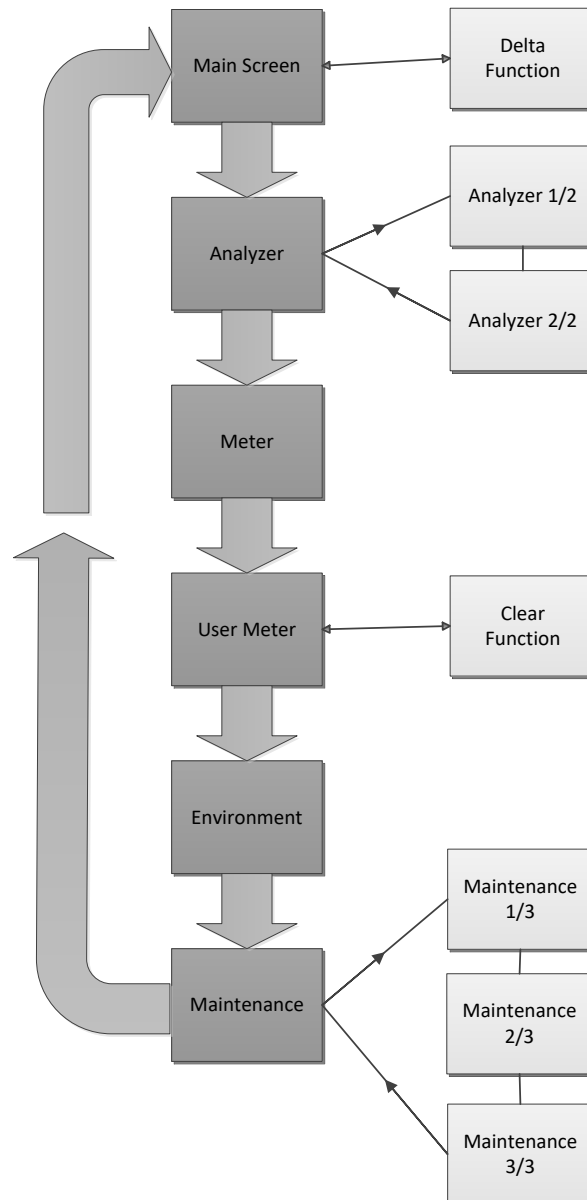 Main Screen
Delta
Function
Analyzer 1/2
Analyzer
Analyzer 2/2
Meter
User Meter
Clear
Function
Environment
Maintenance
1/3
Maintenance
Maintenance
2/3
Maintenance
3/3